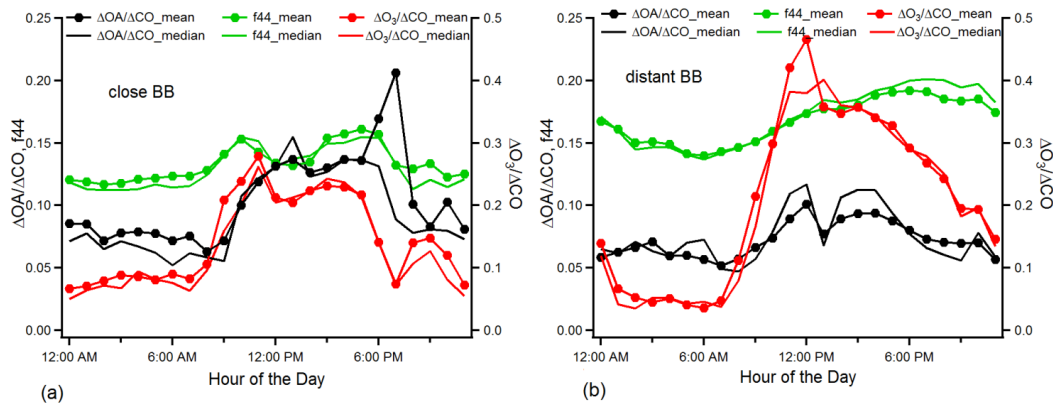 ΔOA/ΔCO_mean f44_mean ΔO₃/ΔCO_mean
ΔOA/ΔCO_median f44_median ΔO₃/ΔCO_median
close BB
0.25
0.20
0.15
0.10
0.05
0.00
ΔOA/ΔCO, f44
0.5
0.4
0.3
0.2
0.1
0.0
ΔO₃/ΔCO
12:00 AM 6:00 AM 12:00 PM 6:00 PM
Hour of the Day
(a)
ΔOA/ΔCO_mean f44_mean ΔO₃/ΔCO_mean
ΔOA/ΔCO_median f44_median ΔO₃/ΔCO_median
distant BB
0.25
0.20
0.15
0.10
0.05
0.00
ΔOA/ΔCO, f44
0.5
0.4
0.3
0.2
0.1
0.0
ΔO₃/ΔCO
12:00 AM 6:00 AM 12:00 PM 6:00 PM
Hour of the Day
(b)